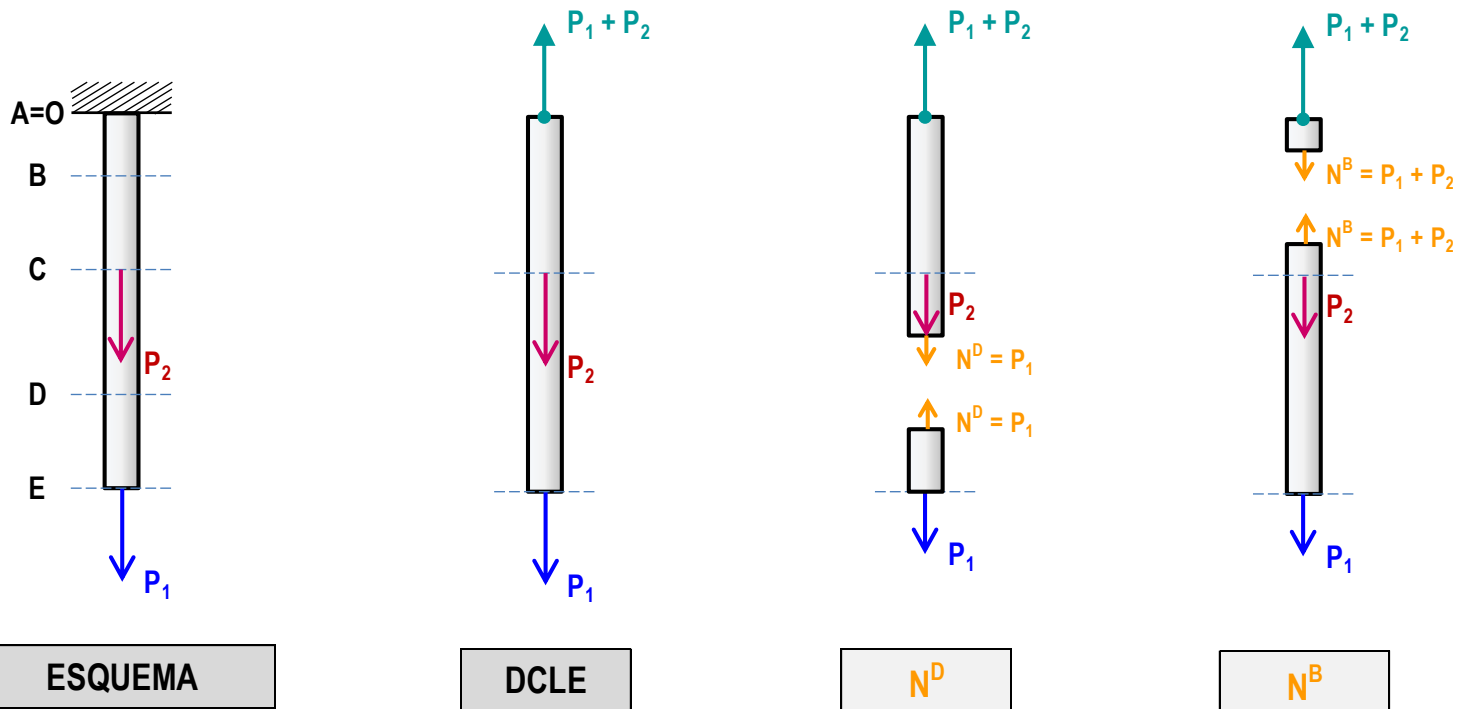 A=O
B
C
P₂
D
E
P₁
ESQUEMA
P₁ + P₂
P₂
P₁
DCLE
P₁ + P₂
P₂
Nᴰ = P₁
Nᴰ = P₁
P₁
Nᴰ
P₁ + P₂
Nᴮ = P₁ + P₂
Nᴮ = P₁ + P₂
P₂
P₁
Nᴮ